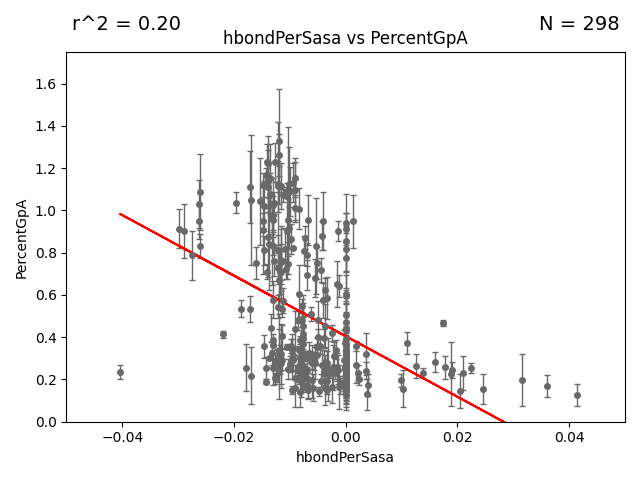 r^2 = 0.20
N = 298
hbondPerSasa vs PercentGpA
1.6
1.4
1.2
1.0
0.8
0.6
0.4
0.2
0.0
PercentGpA
−0.04
−0.02
0.00
0.02
0.04
hbondPerSasa